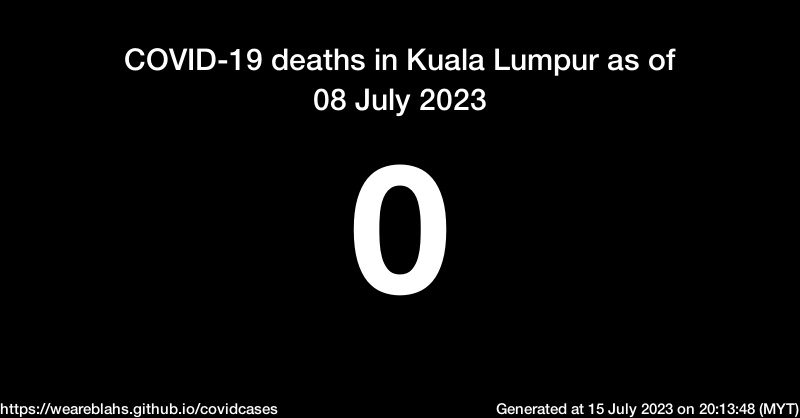 COVID-19 deaths in Kuala Lumpur as of
08 July 2023
0
https://weareblahs.github.io/covidcases
Generated at 15 July 2023 on 20:13:48 (MYT)